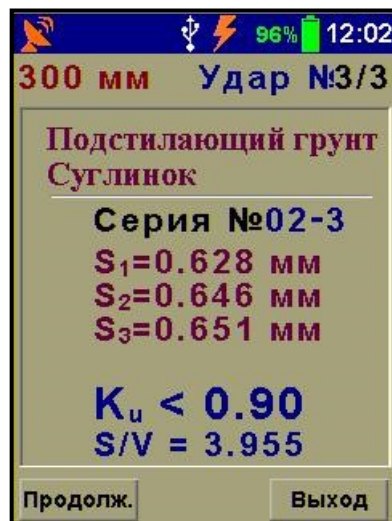 96% 12:02
300 мм Удар №3/3
Подстилающий грунт
Суглинок
Серия №02-3
S₁=0.628 мм
S₂=0.646 мм
S₃=0.651 мм
Kᵤ < 0.90
S/V = 3.955
Продолж. Выход